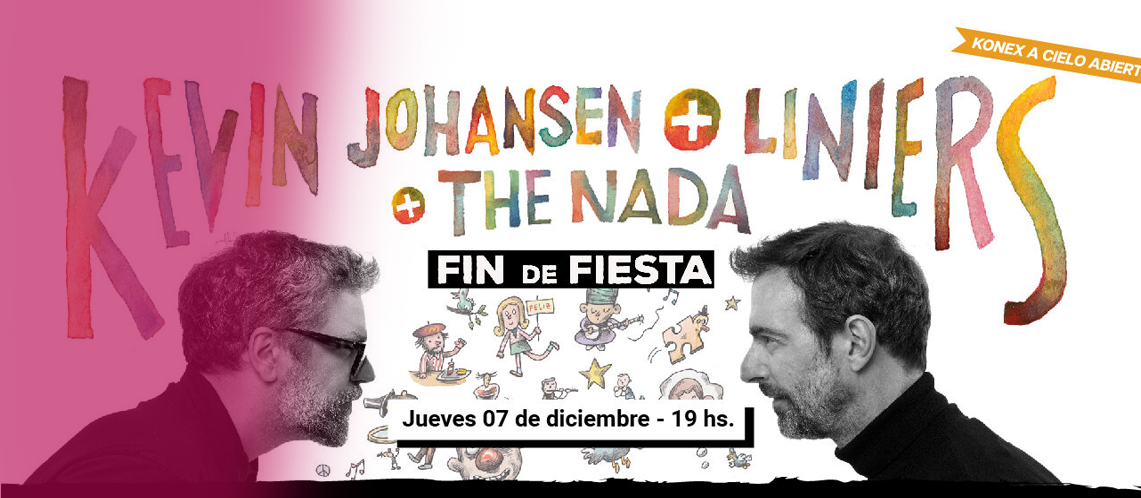 KONEX A CIELO ABIERT
KEVIN JOHANSEN + LINIERS
+ THE NADA
FIN DE FIESTA
FELIZ
Jueves 07 de diciembre - 19 hs.